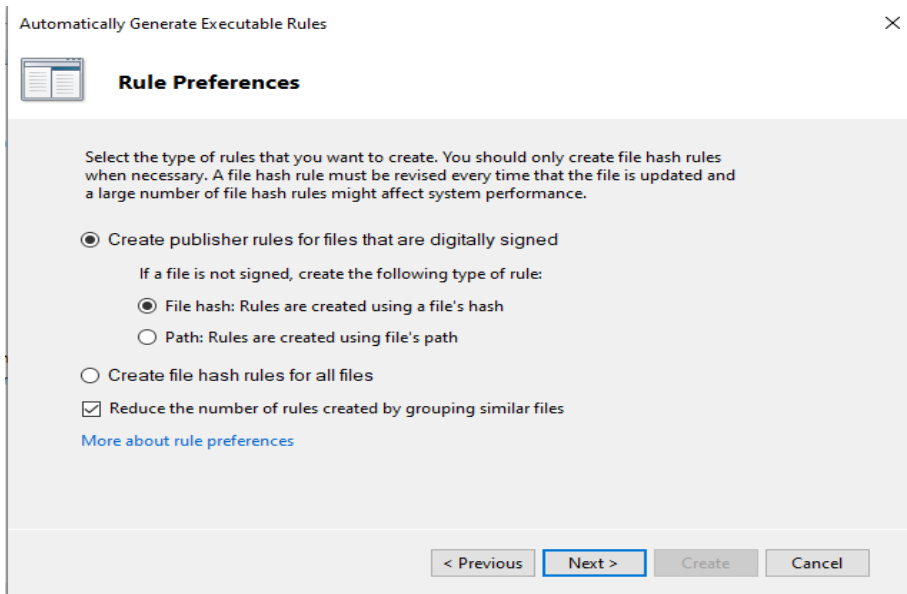 Automatically Generate Executable Rules
Rule Preferences
Select the type of rules that you want to create. You should only create file hash rules
when necessary. A file hash rule must be revised every time that the file is updated and
a large number of file hash rules might affect system performance.
Create publisher rules for files that are digitally signed
If a file is not signed, create the following type of rule:
File hash: Rules are created using a file's hash
Path: Rules are created using file's path
Create file hash rules for all files
Reduce the number of rules created by grouping similar files
More about rule preferences
< Previous Next > Create Cancel